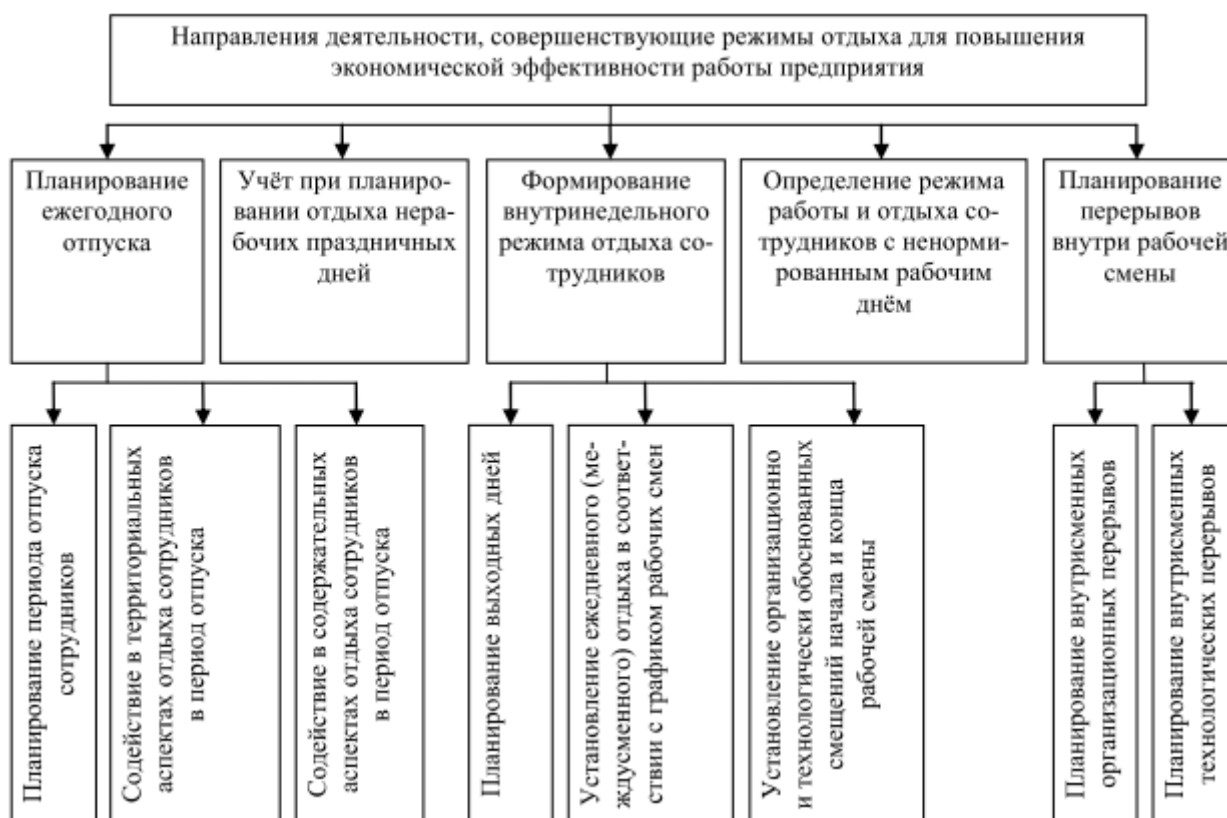 Направления деятельности, совершенствующие режимы отдыха для повышения
экономической эффективности работы предприятия
Планирование
ежегодного
отпуска
Учёт при планиро-
вании отдыха нера-
бочих праздничных
дней
Формирование
внутринедельного
режима отдыха со-
трудников
Определение режима
работы и отдыха со-
трудников с ненорми-
рованным рабочим
днём
Планирование
перерывов
внутри рабочей
смены
Планирование периода отпуска
сотрудников
Содействие в территориальных
аспектах отдыха сотрудников
в период отпуска
Содействие в содержательных
аспектах отдыха сотрудников
в период отпуска
Планирование выходных дней
Установление ежедневного (ме-
ждусменного) отдыха в соответ-
ствии с графиком рабочих смен
Установление организационно
и технологически обоснованных
смещений начала и конца
рабочей смены
Планирование внутрисменных
организационных перерывов
Планирование внутрисменных
технологических перерывов